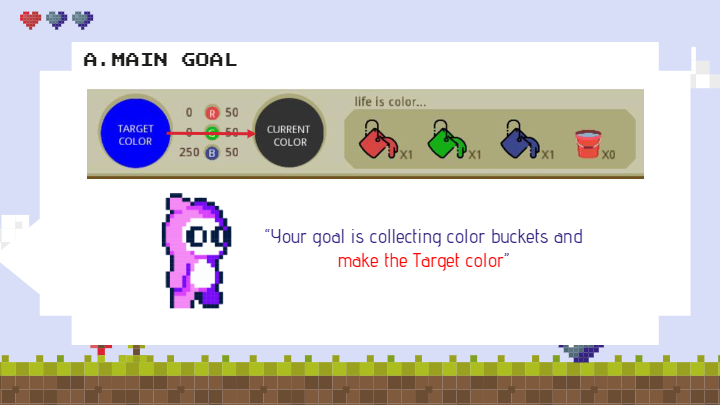 A.MAIN GOAL
life is color...
TARGET
COLOR
0 R 50
0 G 50
250 B 50
CURRENT
COLOR
X1
X1
X1
X0
“Your goal is collecting color buckets and
make the Target color”